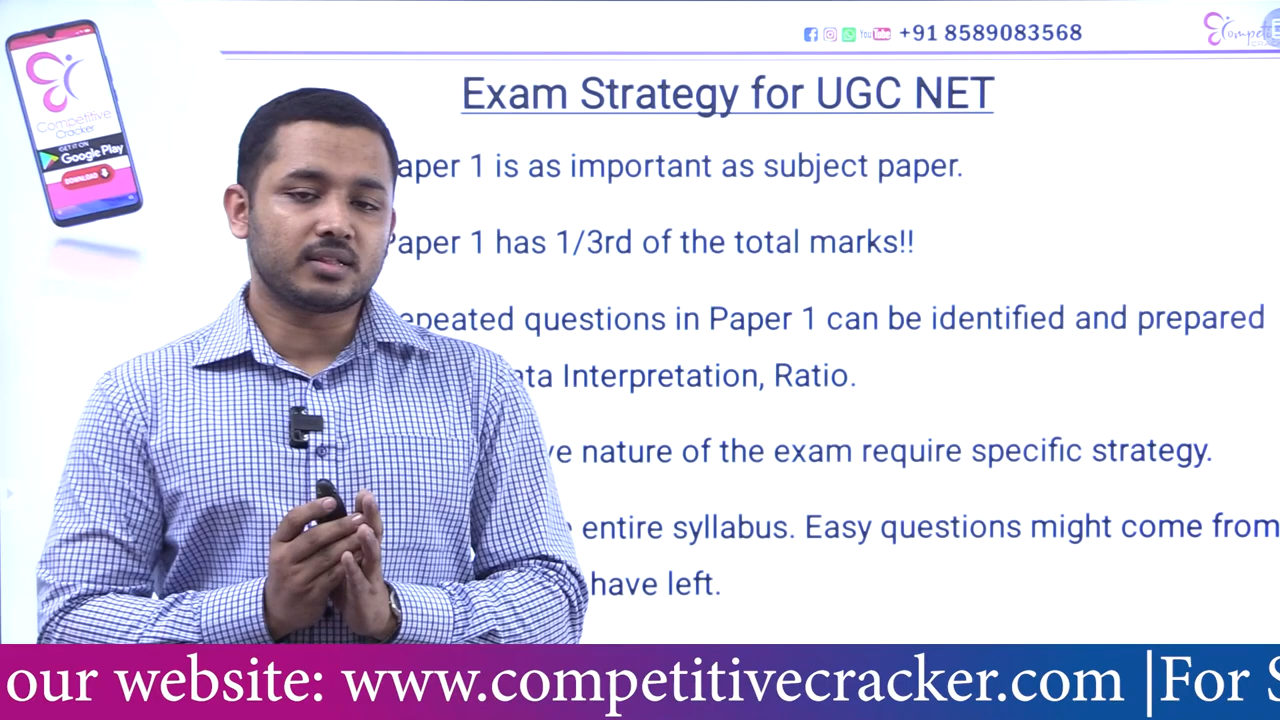 +91 8589083568
Competitive
Cracker
GET IT ON
Google Play
DOWNLOAD
You Tube
Exam Strategy for UGC NET
aper 1 is as important as subject paper.
Paper 1 has 1/3rd of the total marks!!
epeated questions in Paper 1 can be identified and prepared
ata Interpretation, Ratio.
ve nature of the exam require specific strategy.
entire syllabus. Easy questions might come from
have left.
our website: www.competitivecracker.com |For S